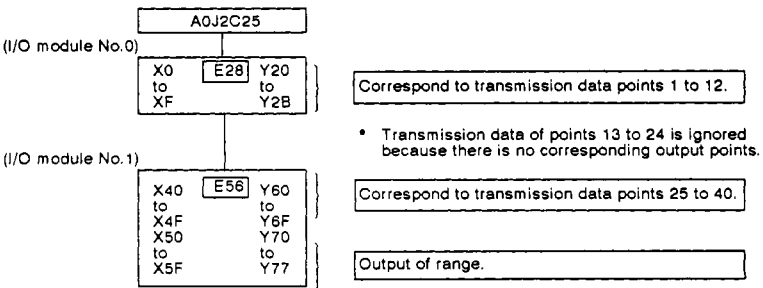 A0J2C25
(I/O module No.0)
X0 E28 Y20
to to
XF Y2B
Correspond to transmission data points 1 to 12.
* Transmission data of points 13 to 24 is ignored
because there is no corresponding output points.
(I/O module No.1)
X40 E56 Y60
to to
X4F Y6F
X50 Y70
to to
X5F Y77
Correspond to transmission data points 25 to 40.
Output of range.